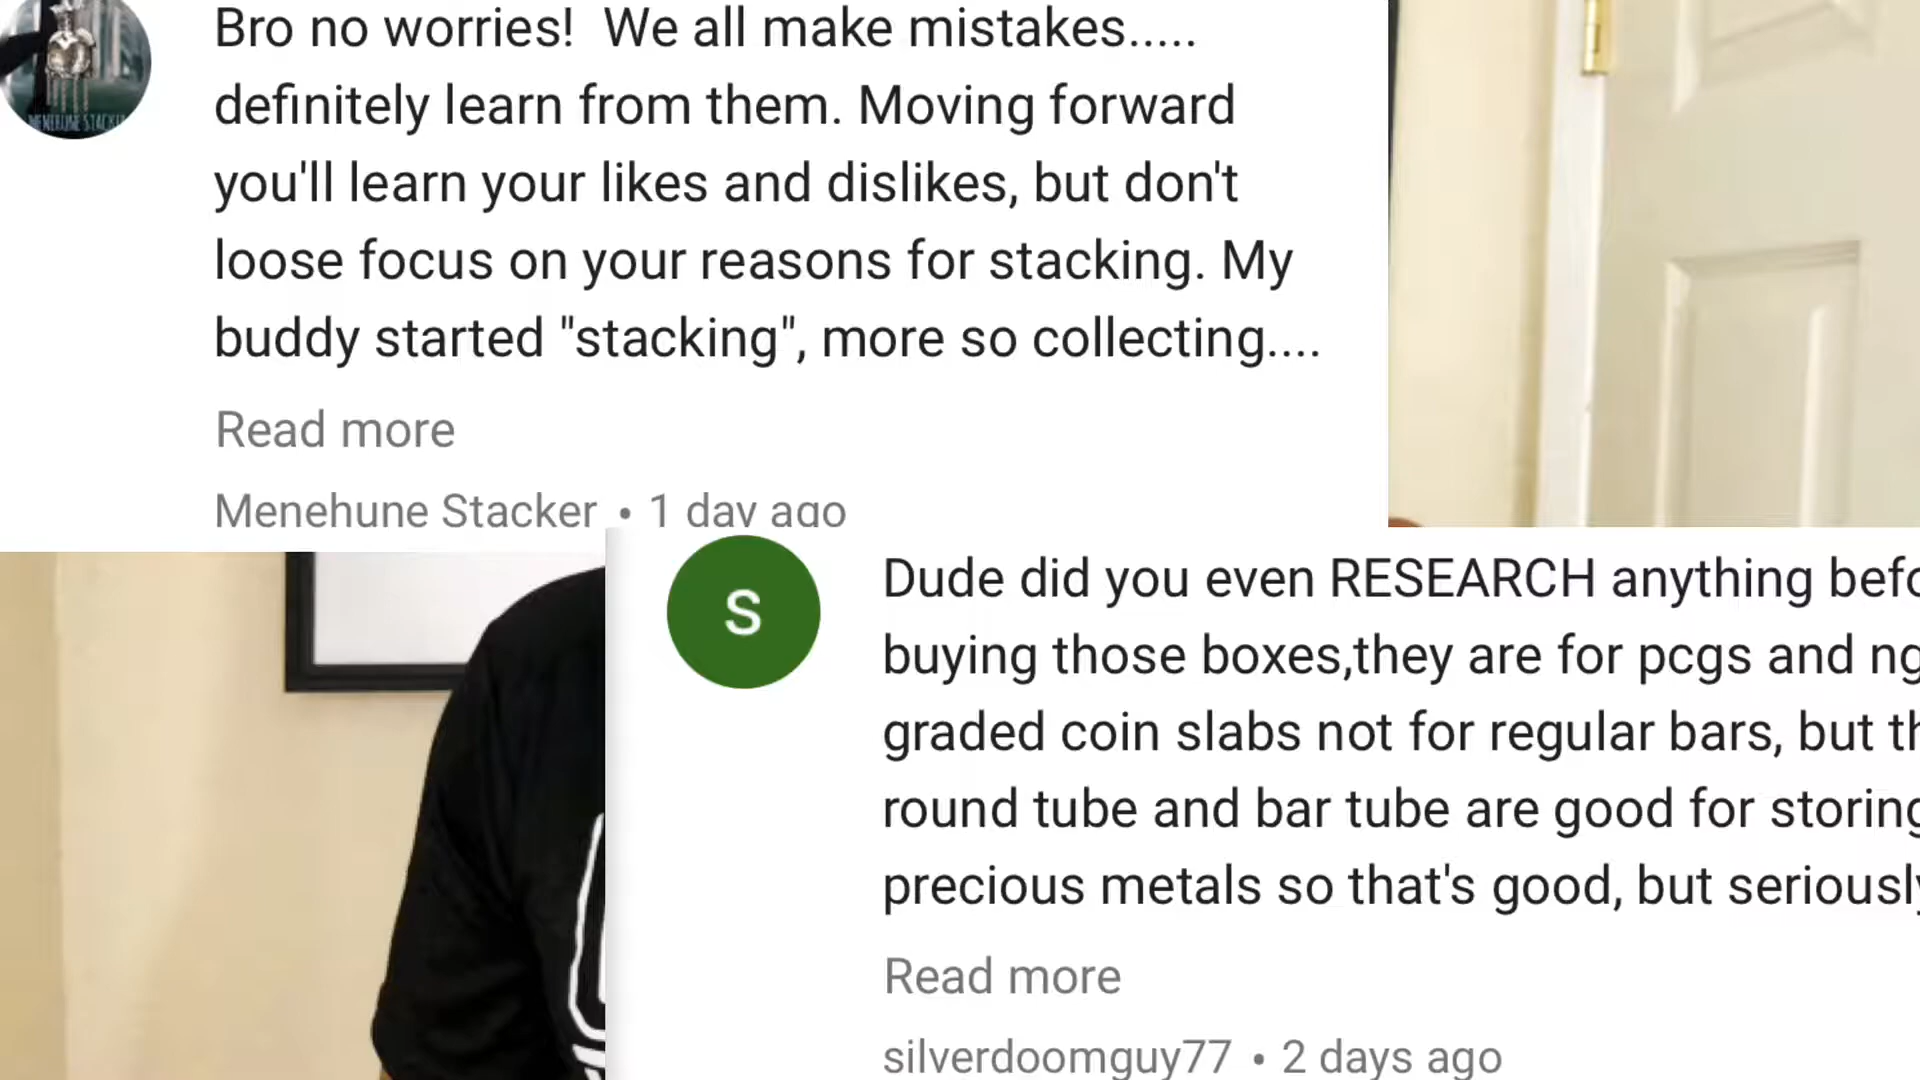 Bro no worries!  We all make mistakes.....
definitely learn from them. Moving forward
you'll learn your likes and dislikes, but don't
loose focus on your reasons for stacking. My
buddy started "stacking", more so collecting....
Read more
Menehune Stacker • 1 day ago
MENEHUNE STACKER
S
Dude did you even RESEARCH anything
buying those boxes,they are for pcgs and
graded coin slabs not for regular bars, but
round tube and bar tube are good for storing
precious metals so that's good, but seriously
Read more
silverdoomguy77 • 2 days ago